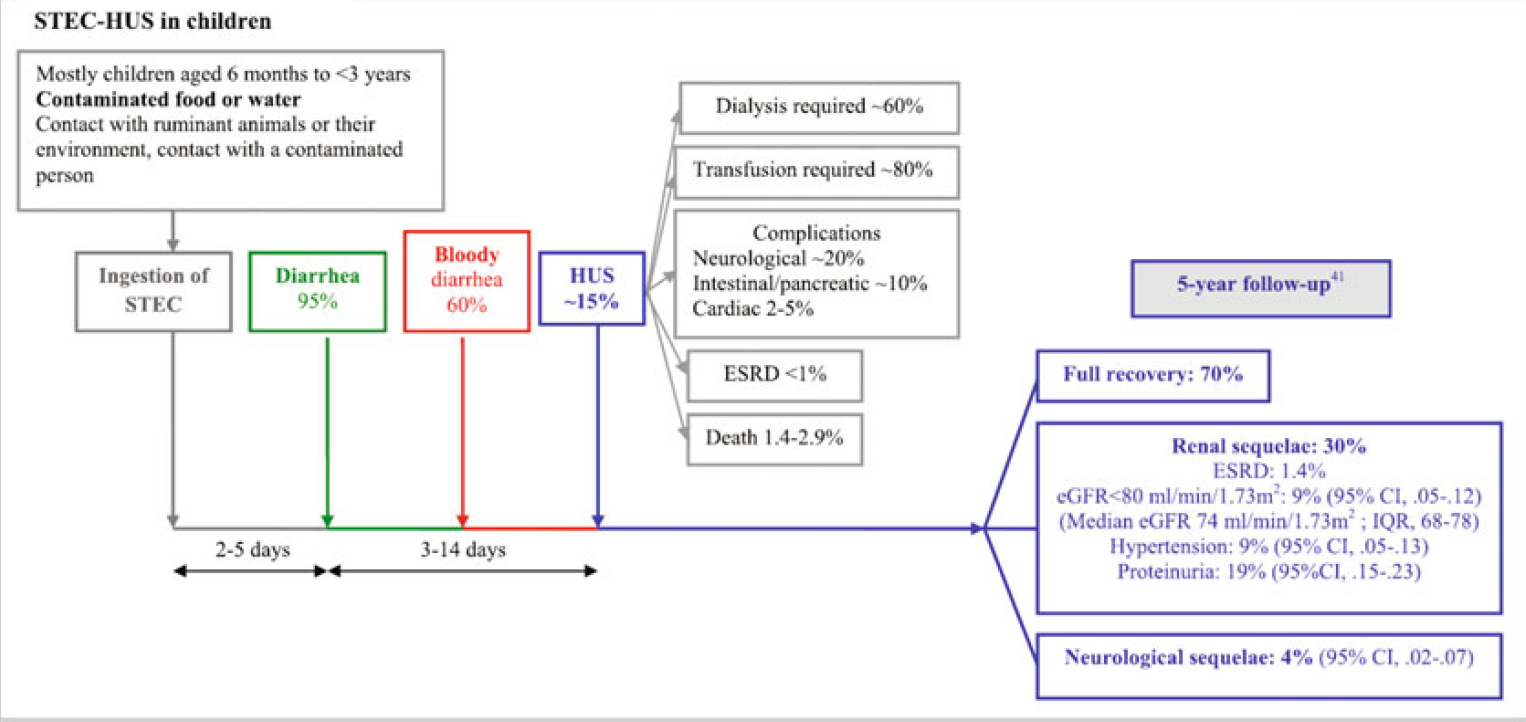 STEC-HUS in children
Mostly children aged 6 months to <3 years
Contaminated food or water
Contact with ruminant animals or their
environment, contact with a contaminated
person
Ingestion of
STEC
Diarrhea
95%
Bloody
diarrhea
60%
HUS
~15%
Dialysis required ~60%
Transfusion required ~80%
Complications
Neurological ~20%
Intestinal/pancreatic ~10%
Cardiac 2-5%
ESRD <1%
Death 1.4-2.9%
2-5 days
3-14 days
5-year follow-up⁴¹
Full recovery: 70%
Renal sequelae: 30%
ESRD: 1.4%
eGFR<80 ml/min/1.73m²: 9% (95% CI, .05-.12)
(Median eGFR 74 ml/min/1.73m² ; IQR, 68-78)
Hypertension: 9% (95% CI, .05-.13)
Proteinuria: 19% (95%CI, .15-.23)
Neurological sequelae: 4% (95% CI, .02-.07)